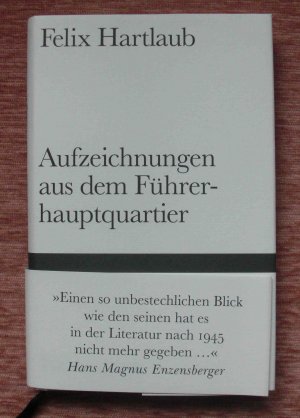 Felix Hartlaub
Aufzeichnungen
aus dem Führer-
hauptquartier
»Einen so unbestechlichen Blick
wie den seinen hat es
in der Literatur nach 1945
nicht mehr gegeben ...«
Hans Magnus Enzensberger